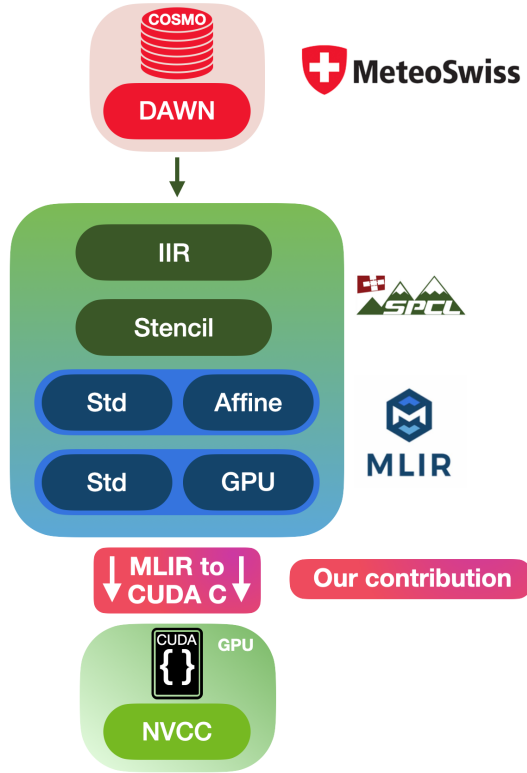 COSMO
DAWN
MeteoSwiss
IIR
Stencil
SPCL
Std
Affine
MLIR
Std
GPU
MLIR to
CUDA C
Our contribution
CUDA
{ }
GPU
NVCC